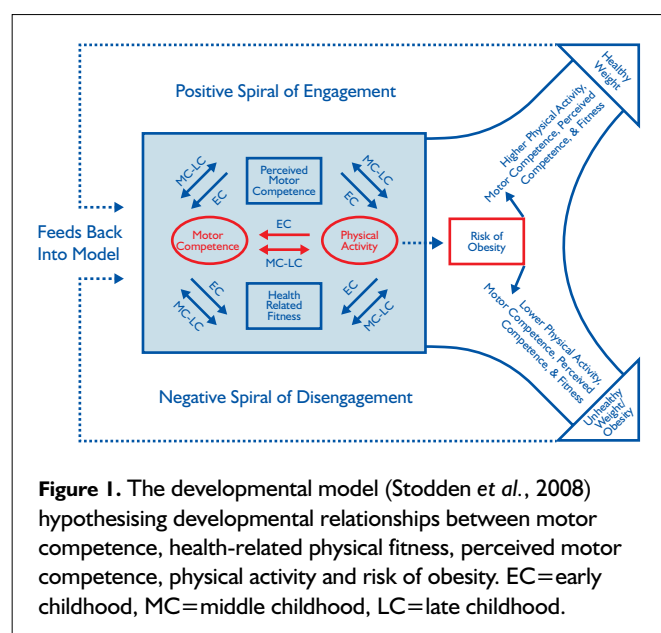 Positive Spiral of Engagement
Healthy
Weight
Higher Physical Activity,
Motor Competence, Perceived
Competence, & Fitness
MC-LC
EC
Perceived
Motor
Competence
MC-LC
EC
Feeds Back
Into Model
Motor
Competence
EC
MC-LC
Physical
Activity
Risk of
Obesity
EC
MC-LC
Health
Related
Fitness
EC
MC-LC
Lower Physical Activity,
Motor Competence, Perceived
Competence, & Fitness
Negative Spiral of Disengagement
Unhealthy
Weight/
Obesity
Figure 1. The developmental model (Stodden et al., 2008)
hypothesising developmental relationships between motor
competence, health-related physical fitness, perceived motor
competence, physical activity and risk of obesity. EC=early
childhood, MC=middle childhood, LC=late childhood.